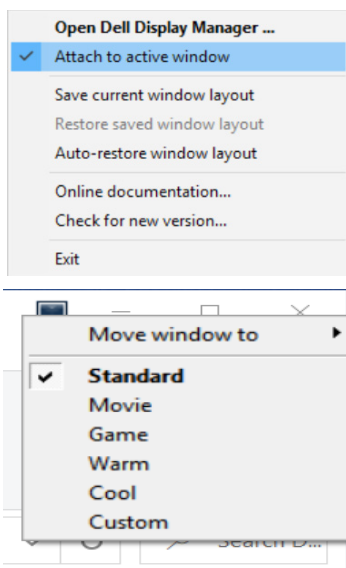 Open Dell Display Manager ...
Attach to active window
Save current window layout
Restore saved window layout
Auto-restore window layout
Online documentation...
Check for new version...
Exit
Move window to
Standard
Movie
Game
Warm
Cool
Custom
Search D...